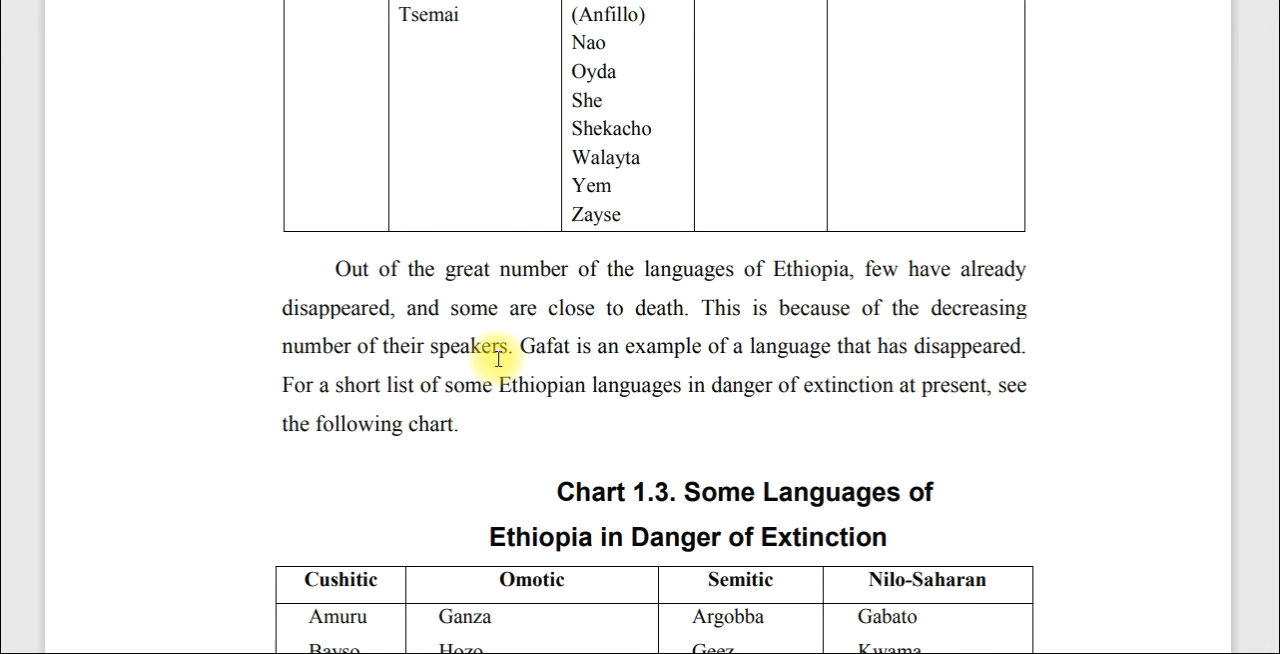 Tsemai
(Anfillo)
Nao
Oyda
She
Shekacho
Walayta
Yem
Zayse
Out of the great number of the languages of Ethiopia, few have already
disappeared, and some are close to death. This is because of the decreasing
number of their speakers. Gafat is an example of a language that has disappeared.
For a short list of some Ethiopian languages in danger of extinction at present, see
the following chart.
Chart 1.3. Some Languages of
Ethiopia in Danger of Extinction
Cushitic Omotic Semitic Nilo-Saharan
Amuru Ganza Argobba Gabato
Bayso Hozo Geez Kwama